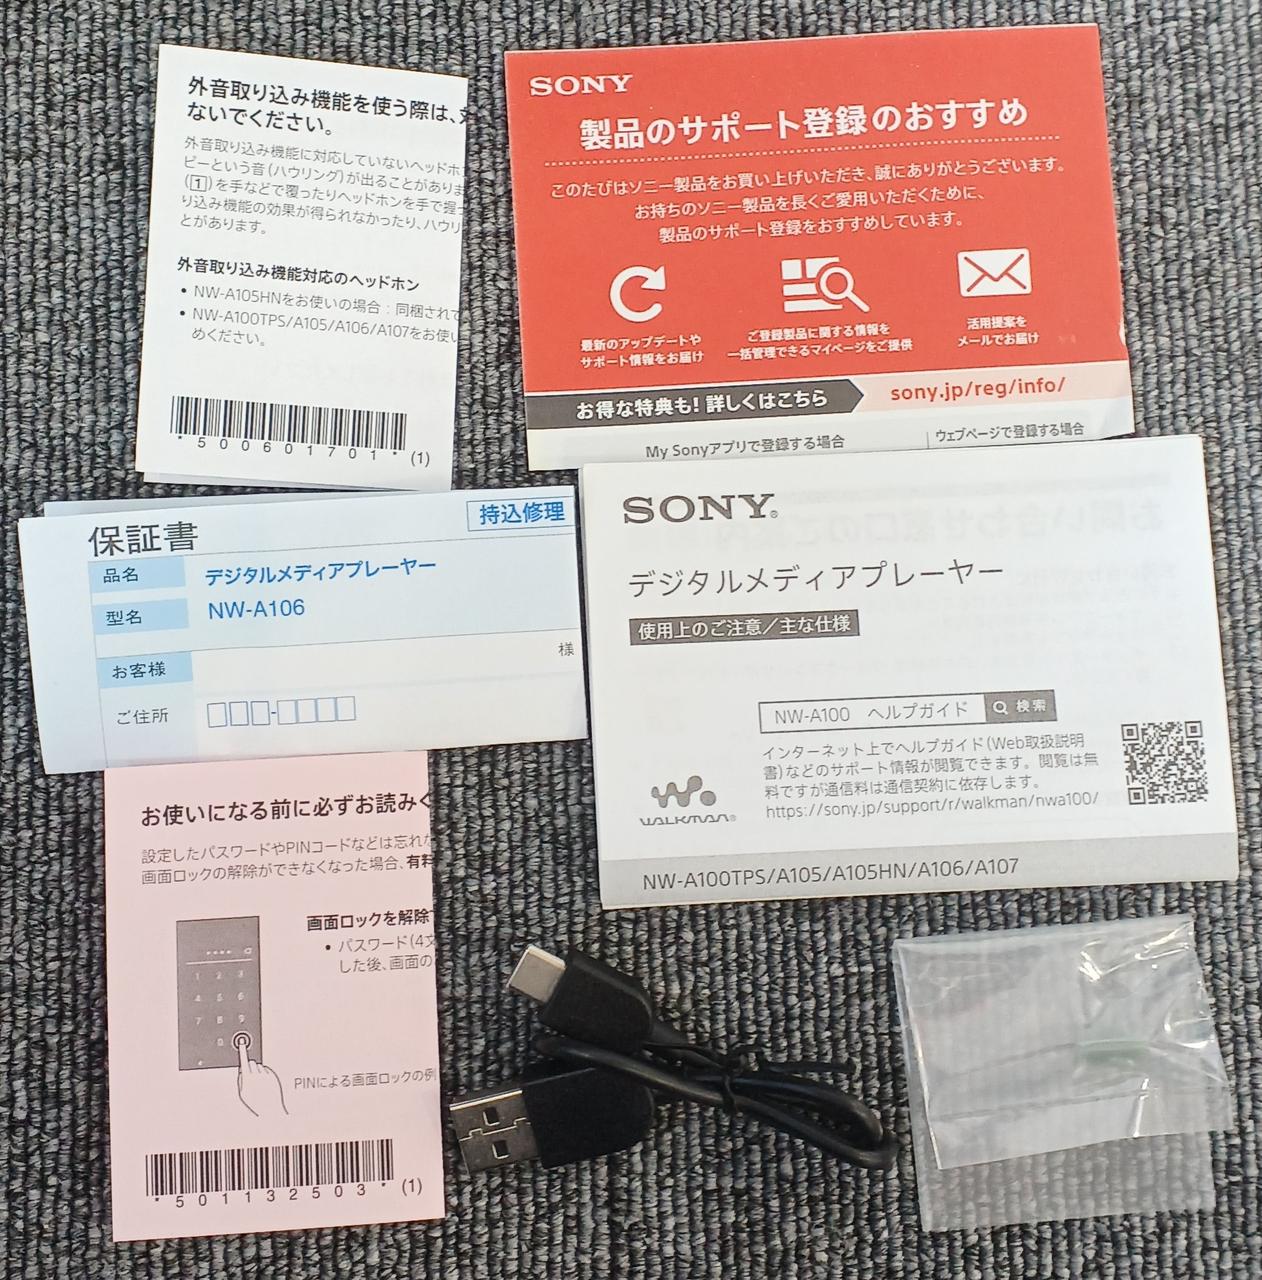 外音取り込み機能を使う際は、
ないでください。
外音取り込み機能に対応していないヘッドホ
ピーという音(ハウリング)が出ることがありま
(1)を手などで覆ったりヘッドホンを手で握っ
り込み機能の効果が得られなかったり、ハウリ
とがあります。
外音取り込み機能対応のヘッドホン
• NW-A105HNをお使いの場合：同梱されて
• NW-A100TPS/A105/A106/A107をお使い
めください。
*500601701* (1)
SONY
製品のサポート登録のおすすめ
このたびはソニー製品をお買い上げいただき、誠にありがとうございます。
お持ちのソニー製品を長くご愛用いただくために、
製品のサポート登録をおすすめしています。
最新のアップデートや
サポート情報をお届け
ご登録製品に関する情報を
一括管理できるマイページをご提供
活用提案を
メールでお届け
お得な特典も! 詳しくはこちら
sony.jp/reg/info/
My Sonyアプリで登録する場合
ウェブページで登録する場合
保証書
持込修理
品名
デジタルメディアプレーヤー
型名
NW-A106
お客様
様
ご住所
SONY®
デジタルメディアプレーヤー
使用上のご注意／主な仕様
NW-A100 ヘルプガイド
検索
インターネット上でヘルプガイド(Web取扱説明
書)などのサポート情報が閲覧できます。閲覧は無
料ですが通信料は通信契約に依存します。
https://sony.jp/support/r/walkman/nwa100/
WALKMAN®
NW-A100TPS/A105/A105HN/A106/A107
お使いになる前に必ずお読みく
設定したパスワードやPINコードなどは忘れな
画面ロックの解除ができなくなった場合、有料
画面ロックを解除
• パスワード(4文
した後、画面の
1 2 3
4 5 6
7 8 9
0
PINによる画面ロックの例
*501132503* (1)